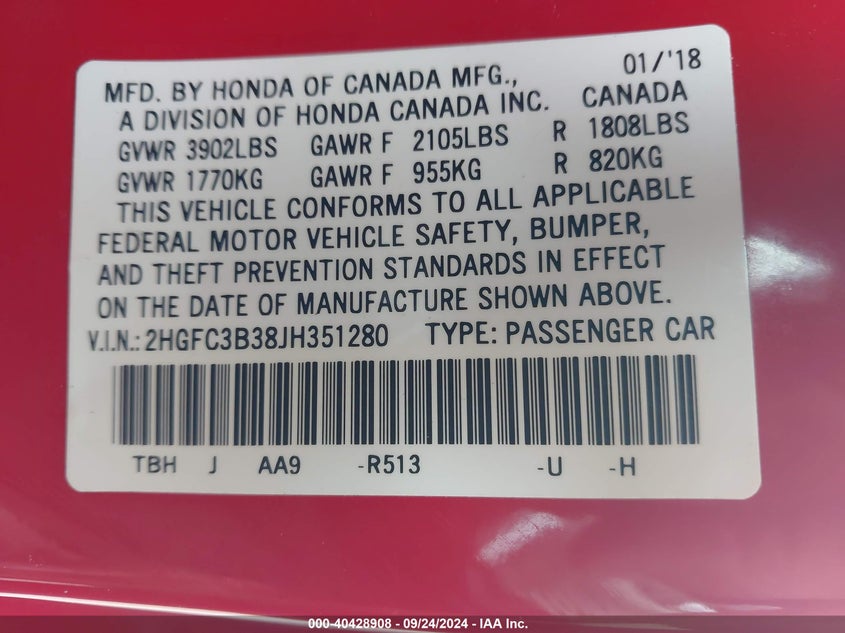 MFD. BY HONDA OF CANADA MFG., 01/'18
A DIVISION OF HONDA CANADA INC. CANADA
GVWR 3902LBS GAWR F 2105LBS R 1808LBS
GVWR 1770KG GAWR F 955KG R 820KG
THIS VEHICLE CONFORMS TO ALL APPLICABLE
FEDERAL MOTOR VEHICLE SAFETY, BUMPER,
AND THEFT PREVENTION STANDARDS IN EFFECT
ON THE DATE OF MANUFACTURE SHOWN ABOVE.
V.I.N.: 2HGFC3B38JH351280 TYPE: PASSENGER CAR
TBH J AA9 -R513 -U -H
000-40428908 - 09/24/2024 - IAA Inc.